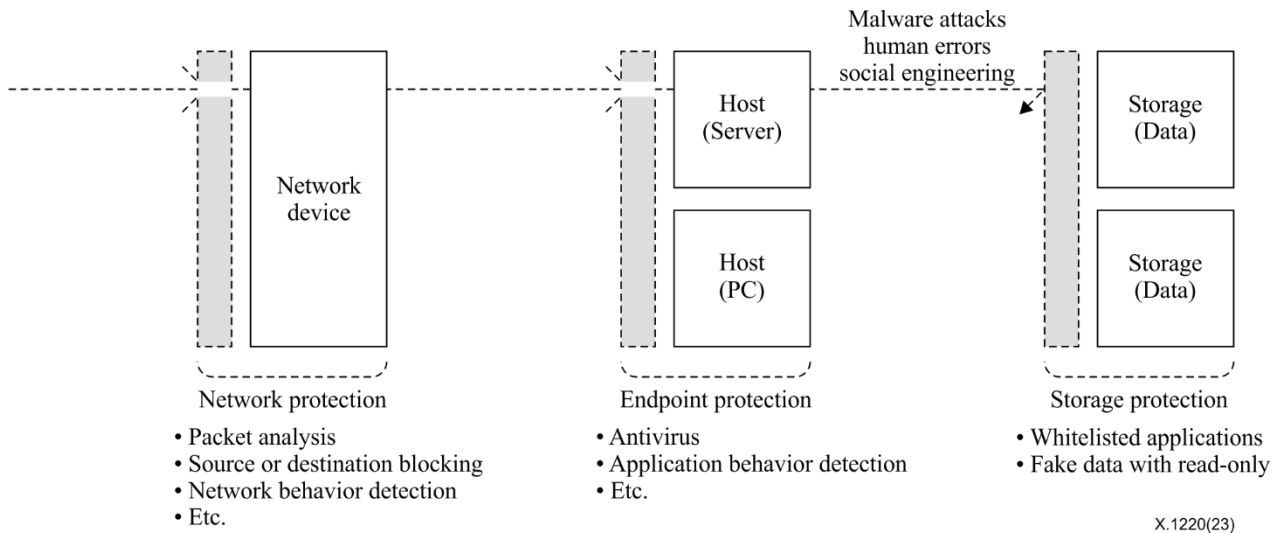 Malware attacks
human errors
social engineering
Network
device
Host
(Server)
Host
(PC)
Storage
(Data)
Storage
(Data)
Network protection
• Packet analysis
• Source or destination blocking
• Network behavior detection
• Etc.
Endpoint protection
• Antivirus
• Application behavior detection
• Etc.
Storage protection
• Whitelisted applications
• Fake data with read-only
X.1220(23)